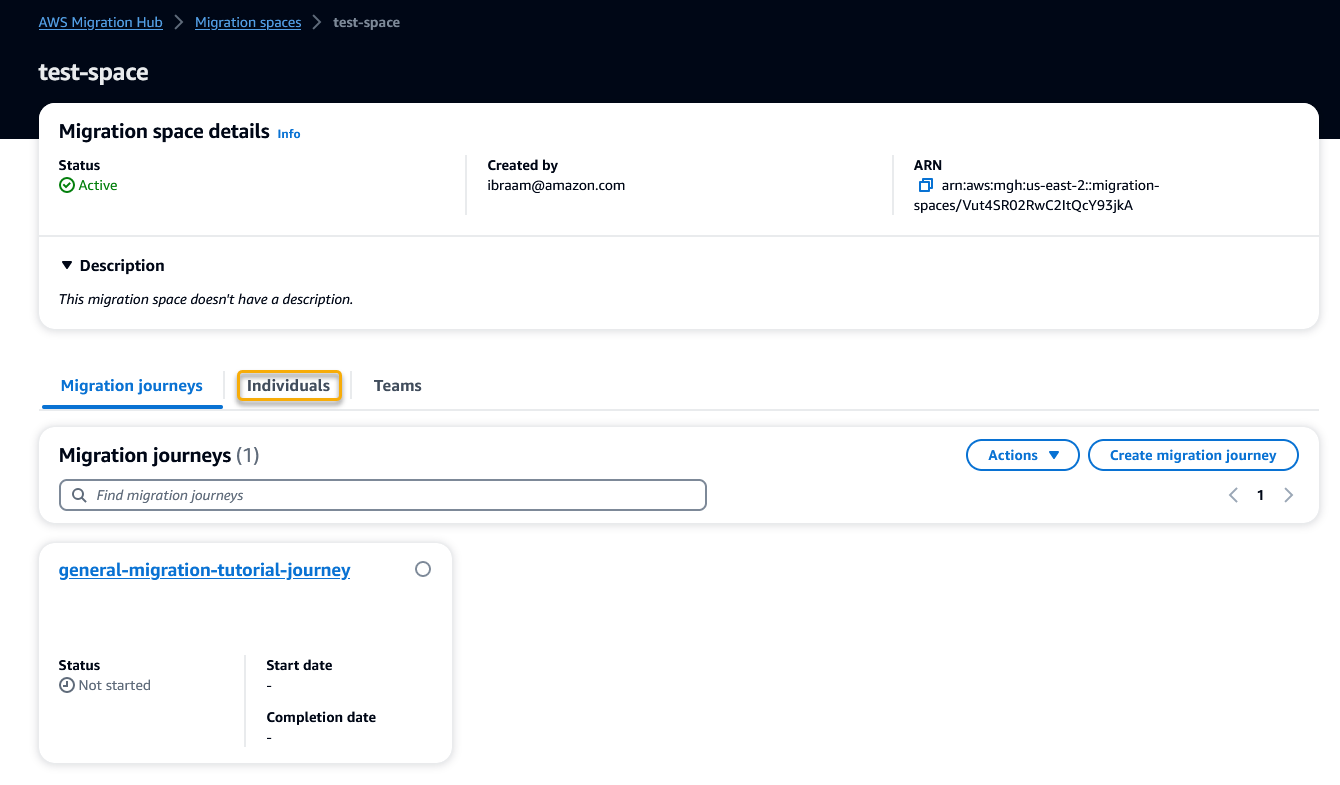 AWS Migration Hub > Migration spaces > test-space
test-space
Migration space details Info
Status
Active
Created by
ibraam@amazon.com
ARN
arn:aws:mgh:us-east-2::migration-
spaces/Vut4SR02RwC2ItQcY93jkA
Description
This migration space doesn't have a description.
Migration journeys Individuals Teams
Migration journeys (1)
Actions Create migration journey
Find migration journeys
1
general-migration-tutorial-journey
Status
Not started
Start date
-
Completion date
-